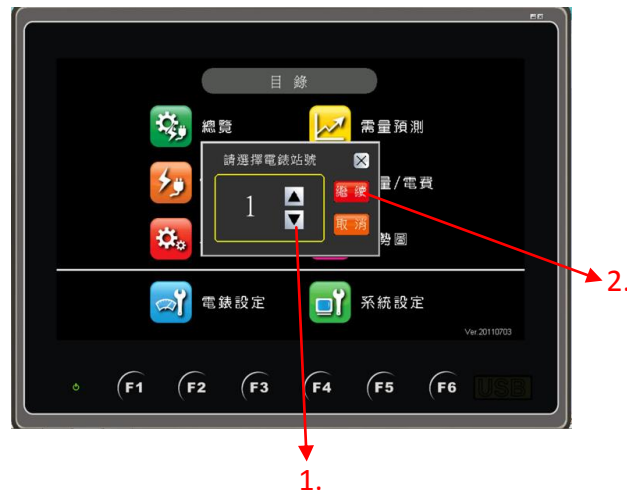 目 錄
總覽
需量預測
請選擇電錶站號
1
繼 續
量/電費
取 消
勢圖
2.
電錶設定
系統設定
Ver.20110703
F1
F2
F3
F4
F5
F6
USB
1.